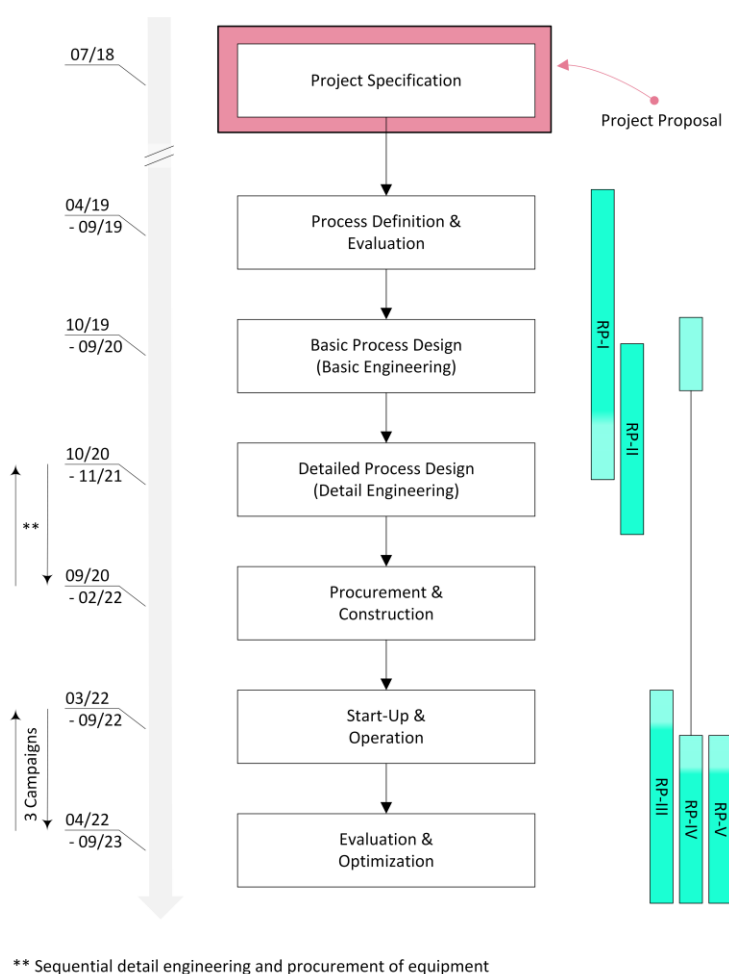 07/18
Project Specification
Project Proposal
04/19
- 09/19
Process Definition &
Evaluation
10/19
- 09/20
Basic Process Design
(Basic Engineering)
RP-I
RP-II
10/20
- 11/21
Detailed Process Design
(Detail Engineering)
**
09/20
- 02/22
Procurement &
Construction
03/22
- 09/22
Start-Up &
Operation
3 Campaigns
RP-III
RP-IV
RP-V
04/22
- 09/23
Evaluation &
Optimization
** Sequential detail engineering and procurement of equipment